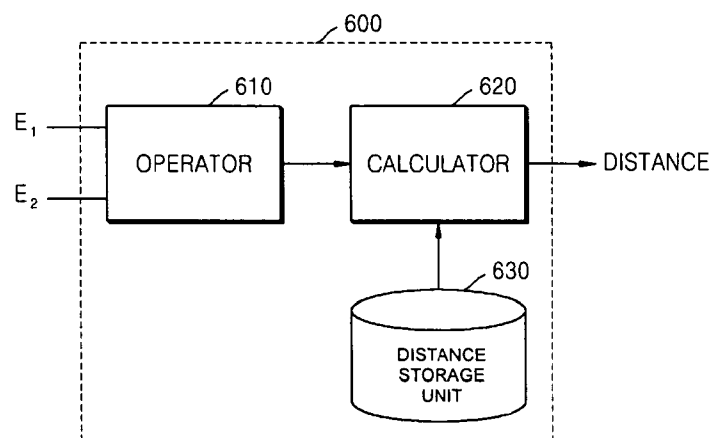 600
610
620
E1
OPERATOR
CALCULATOR
DISTANCE
E2
630
DISTANCE
STORAGE
UNIT